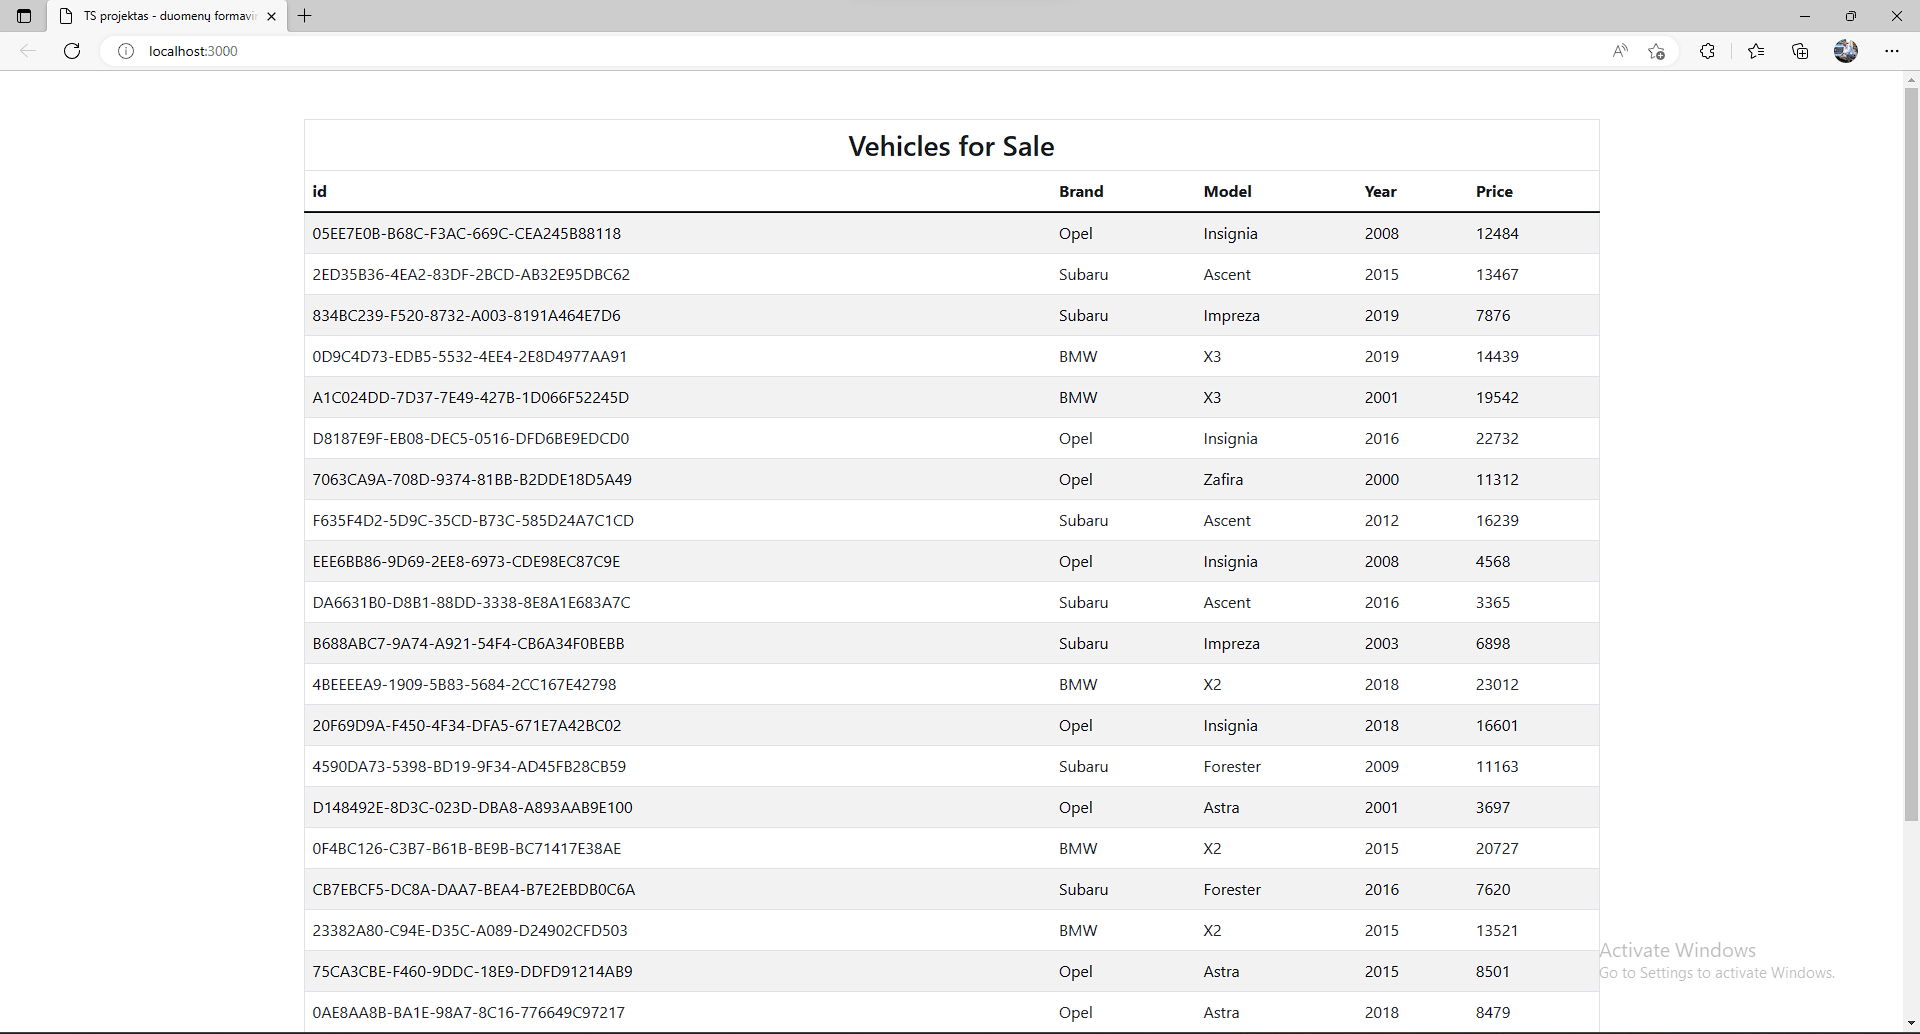 TS projektas - duomenų formavi
localhost:3000
Vehicles for Sale
id Brand Model Year Price
05EE7E0B-B68C-F3AC-669C-CEA245B88118 Opel Insignia 2008 12484
2ED35B36-4EA2-83DF-2BCD-AB32E95DBC62 Subaru Ascent 2015 13467
834BC239-F520-8732-A003-8191A464E7D6 Subaru Impreza 2019 7876
0D9C4D73-EDB5-5532-4EE4-2E8D4977AA91 BMW X3 2019 14439
A1C024DD-7D37-7E49-427B-1D066F52245D BMW X3 2001 19542
D8187E9F-EB08-DEC5-0516-DFD6BE9EDCD0 Opel Insignia 2016 22732
7063CA9A-708D-9374-81BB-B2DDE18D5A49 Opel Zafira 2000 11312
F635F4D2-5D9C-35CD-B73C-585D24A7C1CD Subaru Ascent 2012 16239
EEE6BB86-9D69-2EE8-6973-CDE98EC87C9E Opel Insignia 2008 4568
DA6631B0-D8B1-88DD-3338-8E8A1E683A7C Subaru Ascent 2016 3365
B688ABC7-9A74-A921-54F4-CB6A34F0BEBB Subaru Impreza 2003 6898
4BEEEEA9-1909-5B83-5684-2CC167E42798 BMW X2 2018 23012
20F69D9A-F450-4F34-DFA5-671E7A42BC02 Opel Insignia 2018 16601
4590DA73-5398-BD19-9F34-AD45FB28CB59 Subaru Forester 2009 11163
D148492E-8D3C-023D-DBA8-A893AAB9E100 Opel Astra 2001 3697
0F4BC126-C3B7-B61B-BE9B-BC71417E38AE BMW X2 2015 20727
CB7EBCF5-DC8A-DAA7-BEA4-B7E2EBDB0C6A Subaru Forester 2016 7620
23382A80-C94E-D35C-A089-D24902CFD503 BMW X2 2015 13521
75CA3CBE-F460-9DDC-18E9-DDFD91214AB9 Opel Astra 2015 8501
0AE8AA8B-BA1E-98A7-8C16-776649C97217 Opel Astra 2018 8479
Activate Windows
Go to Settings to activate Windows.